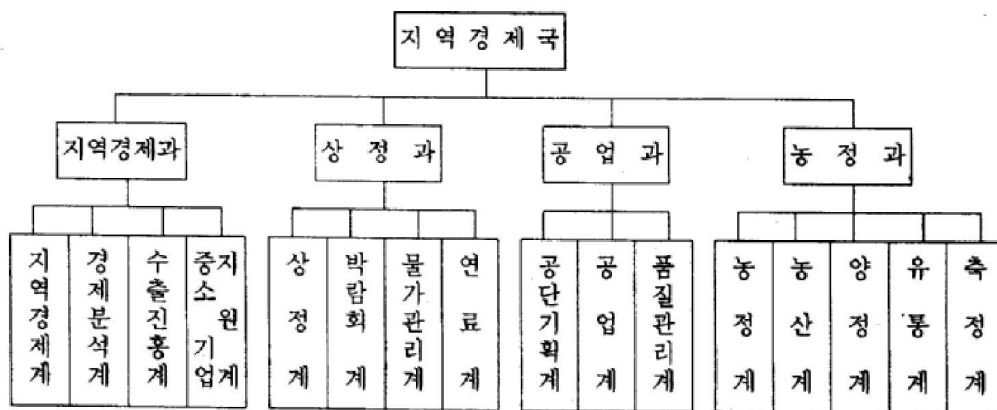 지역경제국
지역경제과
상정과
공업과
농정과
지역경제계
경제분석계
수출진흥계
중소기업지원계
상정계
박람회계
물가관리계
연료계
공단기획계
공업계
품질관리계
농정계
농산계
양정계
유통계
축정계